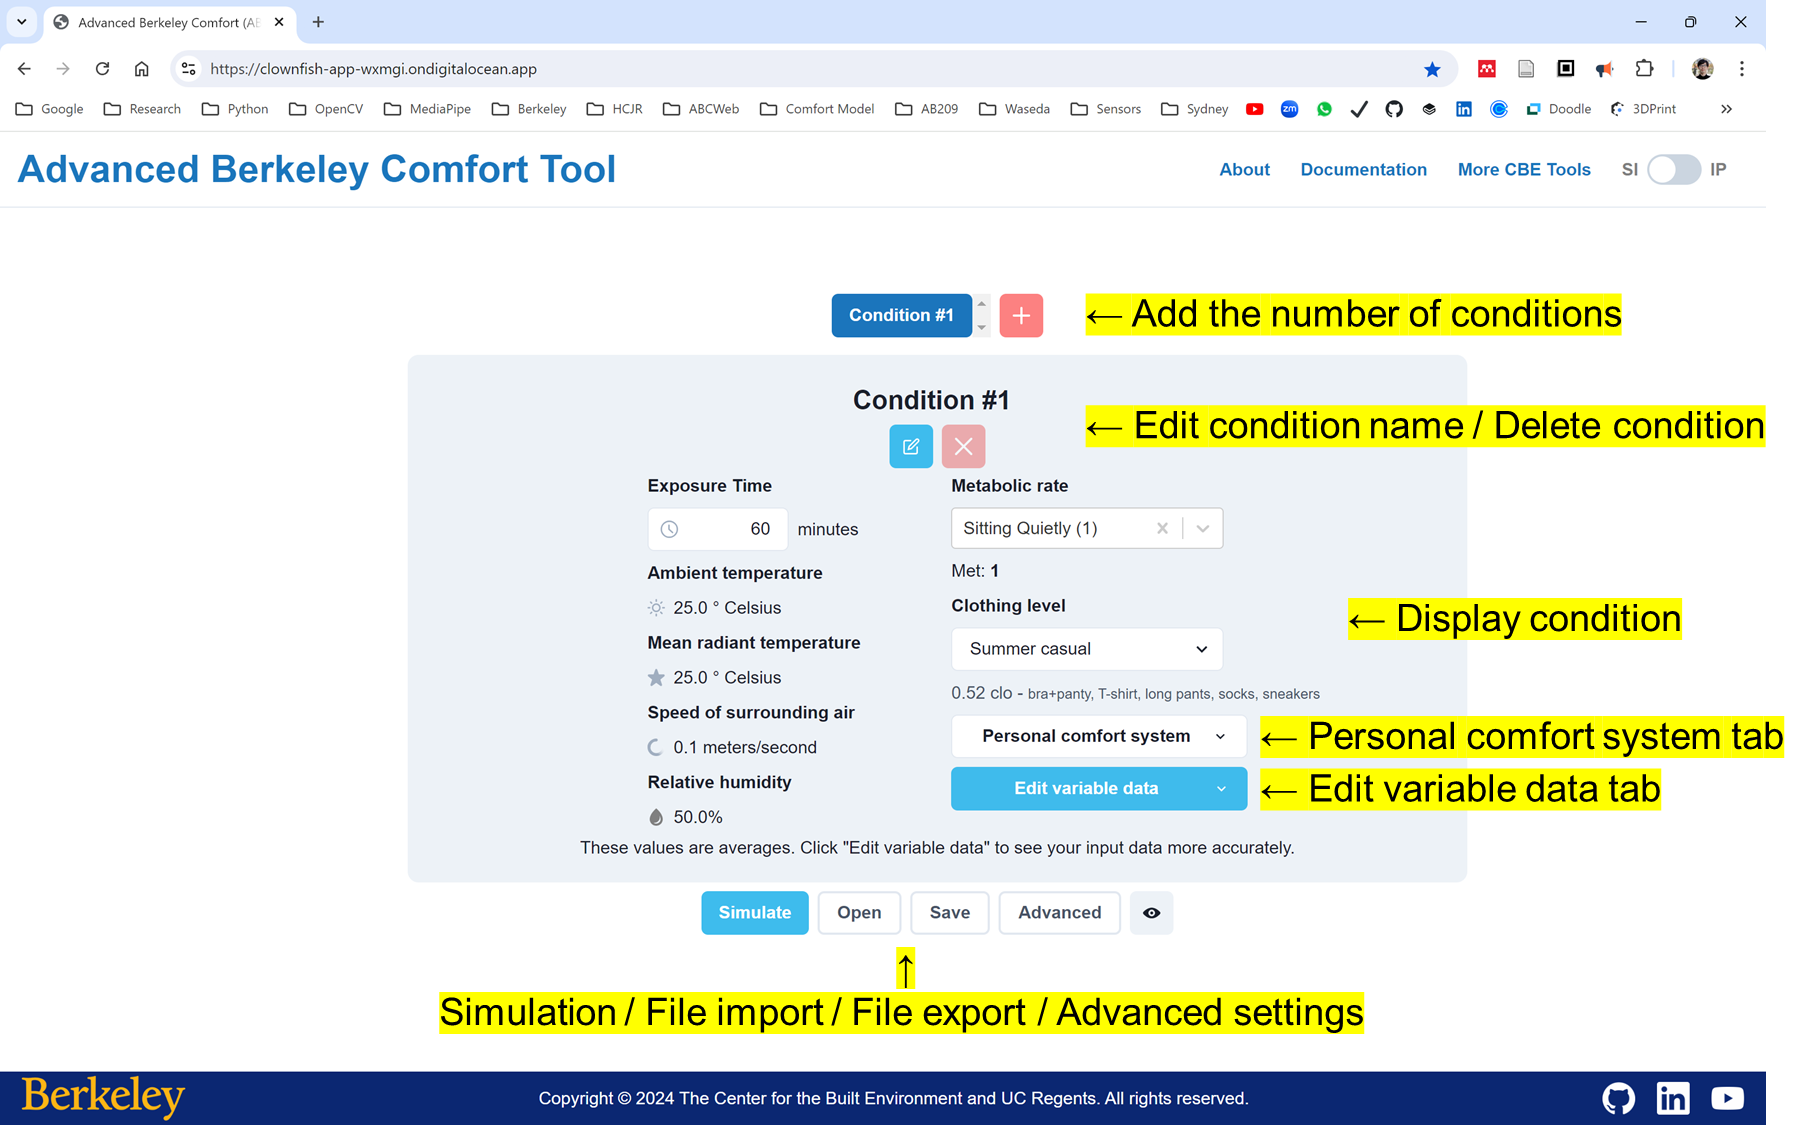 Advanced Berkeley Comfort (AB
https://clownfish-app-wxmgi.ondigitalocean.app
Google Research Python OpenCV MediaPipe Berkeley HCJR ABCWeb Comfort Model AB209 Waseda Sensors Sydney zm Doodle 3DPrint
Advanced Berkeley Comfort Tool
About Documentation More CBE Tools SI IP
Condition #1 + ← Add the number of conditions
Condition #1
← Edit condition name / Delete condition
Exposure Time Metabolic rate
60 minutes Sitting Quietly (1)
Ambient temperature Met: 1
25.0 ° Celsius Clothing level
← Display condition
Mean radiant temperature Summer casual
25.0 ° Celsius 0.52 clo - bra+panty, T-shirt, long pants, socks, sneakers
Speed of surrounding air Personal comfort system ← Personal comfort system tab
0.1 meters/second
Relative humidity Edit variable data ← Edit variable data tab
50.0%
These values are averages. Click "Edit variable data" to see your input data more accurately.
Simulate Open Save Advanced
↑
Simulation / File import / File export / Advanced settings
Berkeley Copyright © 2024 The Center for the Built Environment and UC Regents. All rights reserved. in